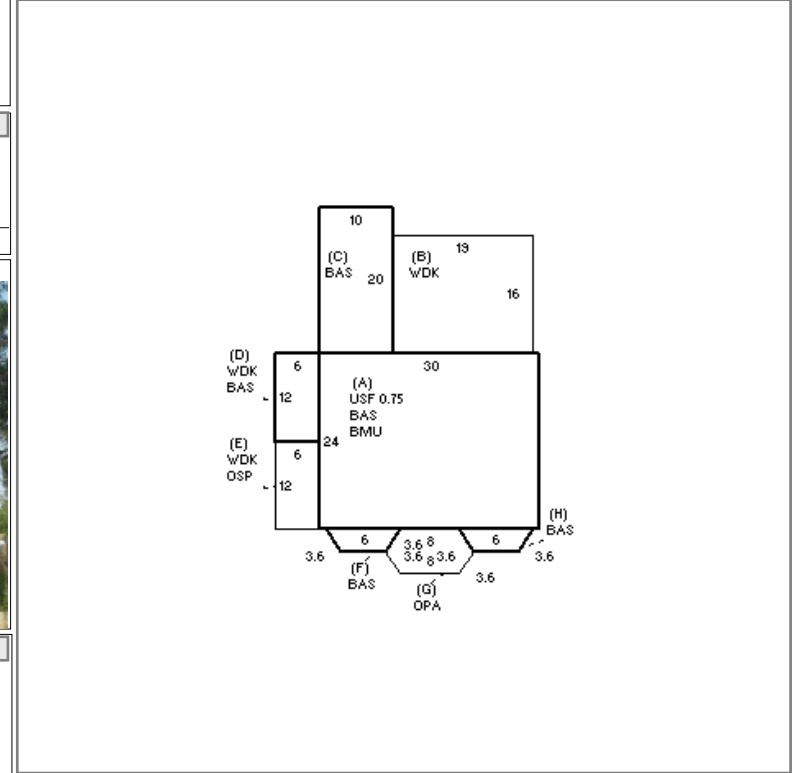 10
(C)
BAS
20
19
(B)
WDK
16
(D)
WDK
BAS
6
12
30
(A)
USF 0.75
BAS
BMU
24
(E)
WDK
OSP
6
12
(H)
BAS
6
3.6 8
3.6 8 3.6
6
3.6
3.6
(F)
BAS
3.6
(G)
OPA